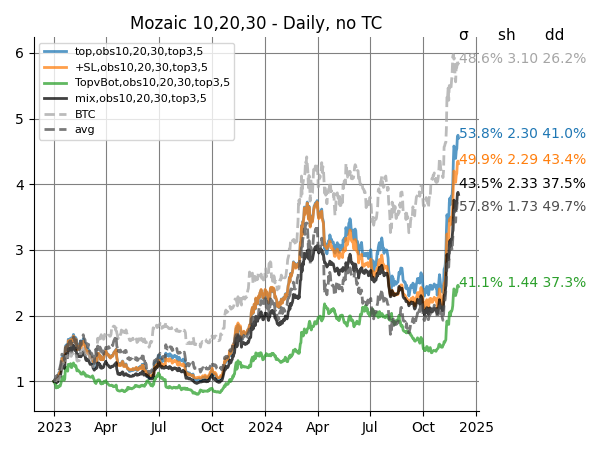 Mozaic 10,20,30 - Daily, no TC
σ sh dd
top,obs10,20,30,top3,5
+SL,obs10,20,30,top3,5
TopvBot,obs10,20,30,top3,5
mix,obs10,20,30,top3,5
BTC
avg
48.6% 3.10 26.2%
53.8% 2.30 41.0%
49.9% 2.29 43.4%
43.5% 2.33 37.5%
57.8% 1.73 49.7%
41.1% 1.44 37.3%
6
5
4
3
2
1
2023 Apr Jul Oct 2024 Apr Jul Oct 2025